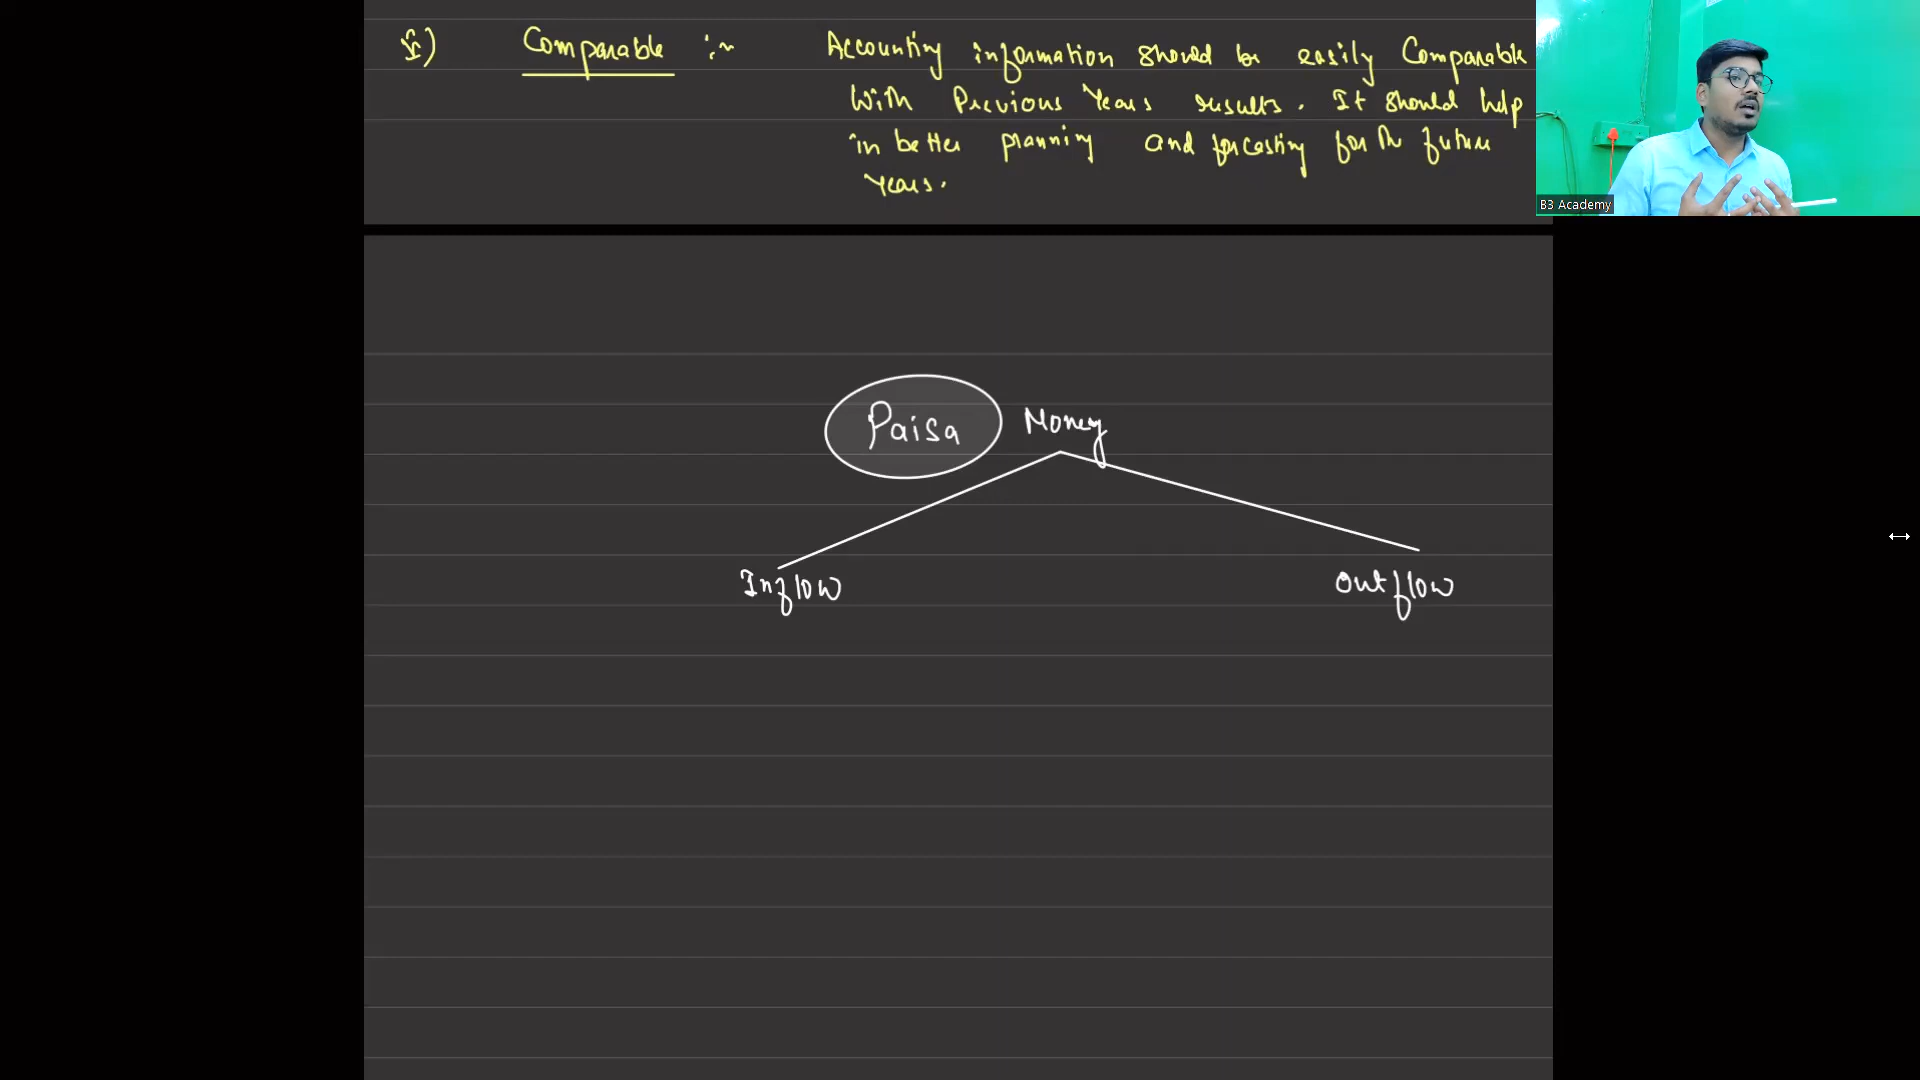 Comparable :- Accounting information should be easily Comparable
With Previous Years results. It should help
in better planning and forcasting for the future
Years.
B3 Academy
Paisa Money
Inflow Outflow